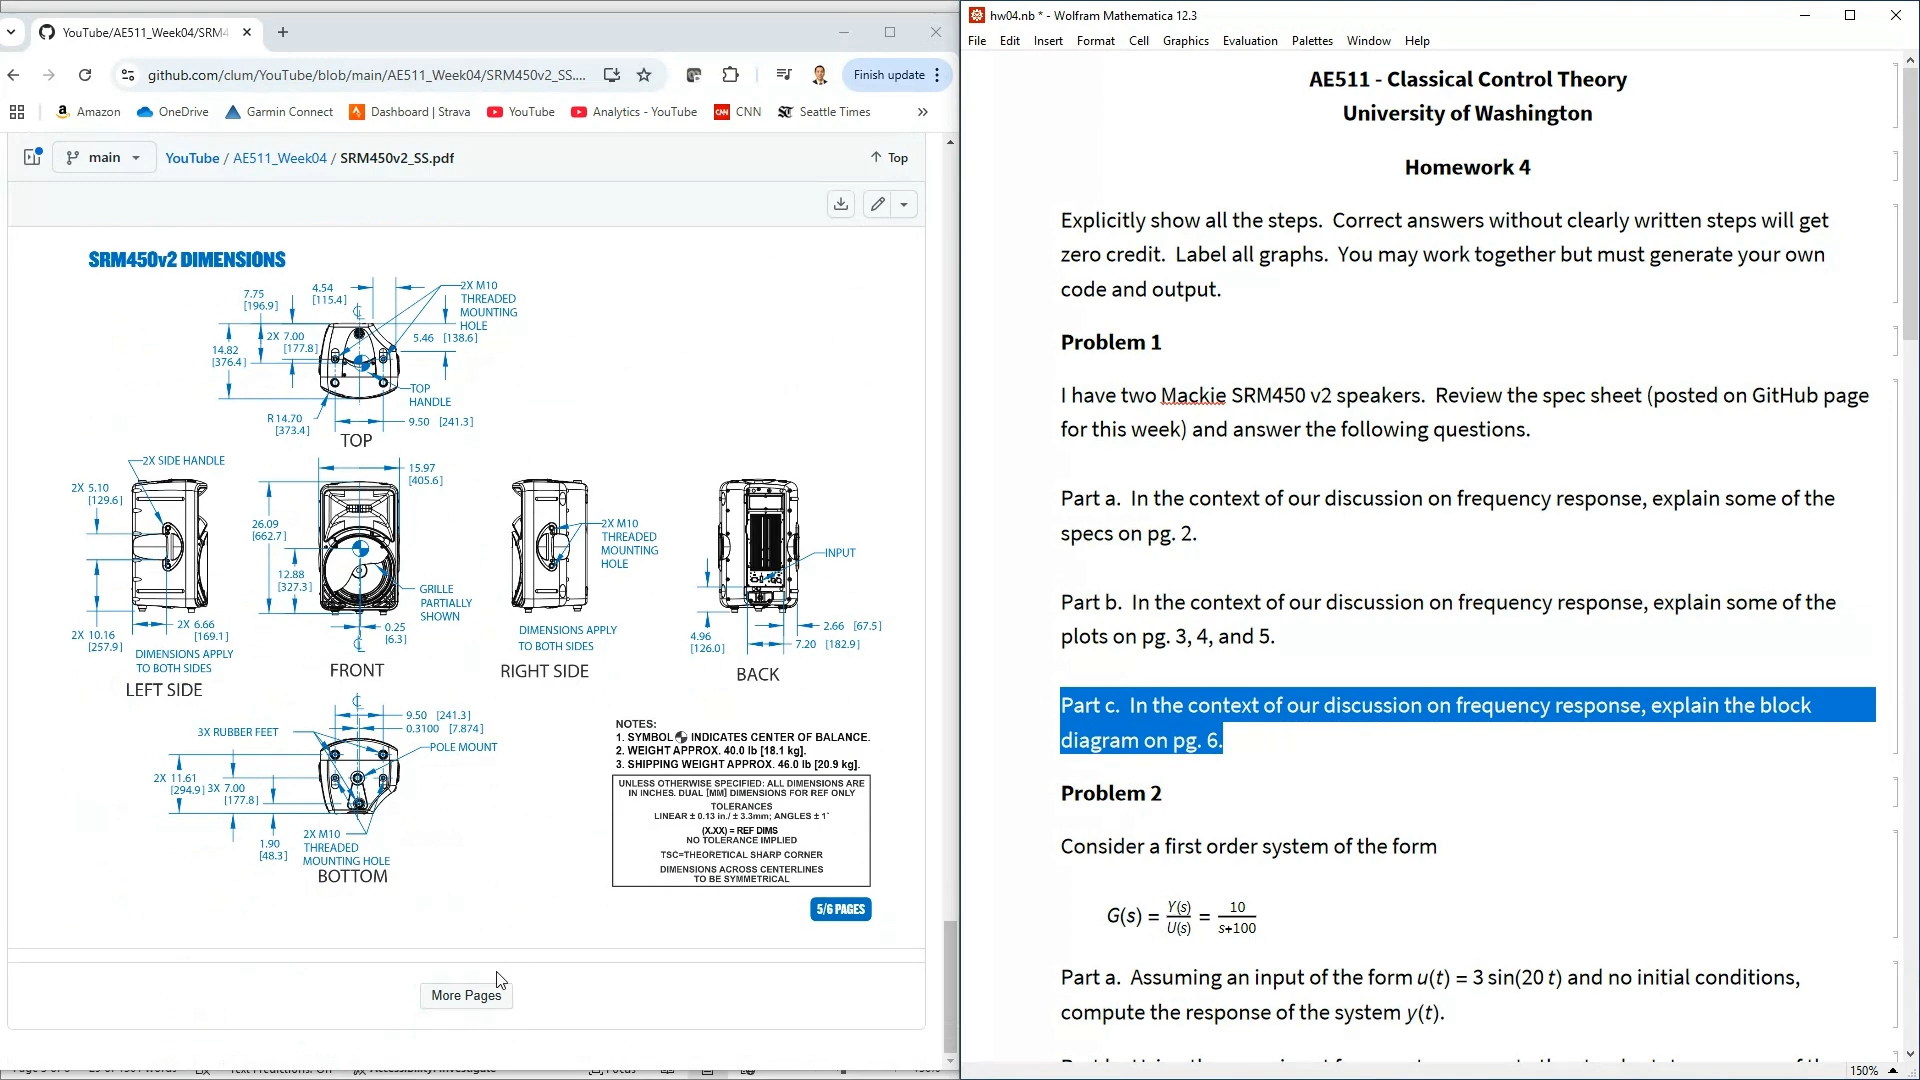 YouTube/AE511_Week04/SRM4
github.com/clum/YouTube/blob/main/AE511_Week04/SRM450v2_SS....
Finish update
Amazon
OneDrive
Garmin Connect
Dashboard | Strava
YouTube
Analytics - YouTube
CNN
Seattle Times
main
YouTube / AE511_Week04 / SRM450v2_SS.pdf
Top
SRM450v2 DIMENSIONS
7.75
[196.9]
4.54
[115.4]
2X M10
THREADED
MOUNTING
HOLE
2X 7.00
[177.8]
5.46 [138.6]
14.82
[376.4]
TOP
HANDLE
R 14.70
[373.4]
9.50 [241.3]
TOP
2X SIDE HANDLE
2X 5.10
[129.6]
2X 10.16
[257.9]
2X 6.66
[169.1]
DIMENSIONS APPLY
TO BOTH SIDES
LEFT SIDE
15.97
[405.6]
26.09
[662.7]
12.88
[327.3]
GRILLE
PARTIALLY
SHOWN
0.25
[6.3]
FRONT
2X M10
THREADED
MOUNTING
HOLE
DIMENSIONS APPLY
TO BOTH SIDES
RIGHT SIDE
INPUT
4.96
[126.0]
2.66 [67.5]
7.20 [182.9]
BACK
9.50 [241.3]
0.3100 [7.874]
3X RUBBER FEET
POLE MOUNT
2X 11.61
[294.9]
3X 7.00
[177.8]
1.90
[48.3]
2X M10
THREADED
MOUNTING HOLE
BOTTOM
NOTES:
1. SYMBOL INDICATES CENTER OF BALANCE.
2. WEIGHT APPROX. 40.0 lb [18.1 kg].
3. SHIPPING WEIGHT APPROX. 46.0 lb [20.9 kg].
UNLESS OTHERWISE SPECIFIED: ALL DIMENSIONS ARE
IN INCHES. DUAL [MM] DIMENSIONS FOR REF ONLY
TOLERANCES
LINEAR ± 0.13 in./ ± 3.3mm; ANGLES ± 1°
(X.XX) = REF DIMS
NO TOLERANCE IMPLIED
TSC=THEORETICAL SHARP CORNER
DIMENSIONS ACROSS CENTERLINES
TO BE SYMMETRICAL
5/6 PAGES
More Pages
hw04.nb * - Wolfram Mathematica 12.3
File Edit Insert Format Cell Graphics Evaluation Palettes Window Help
AE511 - Classical Control Theory
University of Washington
Homework 4
Explicitly show all the steps. Correct answers without clearly written steps will get
zero credit. Label all graphs. You may work together but must generate your own
code and output.
Problem 1
I have two Mackie SRM450 v2 speakers. Review the spec sheet (posted on GitHub page
for this week) and answer the following questions.
Part a. In the context of our discussion on frequency response, explain some of the
specs on pg. 2.
Part b. In the context of our discussion on frequency response, explain some of the
plots on pg. 3, 4, and 5.
Part c. In the context of our discussion on frequency response, explain the block
diagram on pg. 6.
Problem 2
Consider a first order system of the form
G(s) = Y(s)/U(s) = 10/s+100
Part a. Assuming an input of the form u(t) = 3 sin(20 t) and no initial conditions,
compute the response of the system y(t).
150%